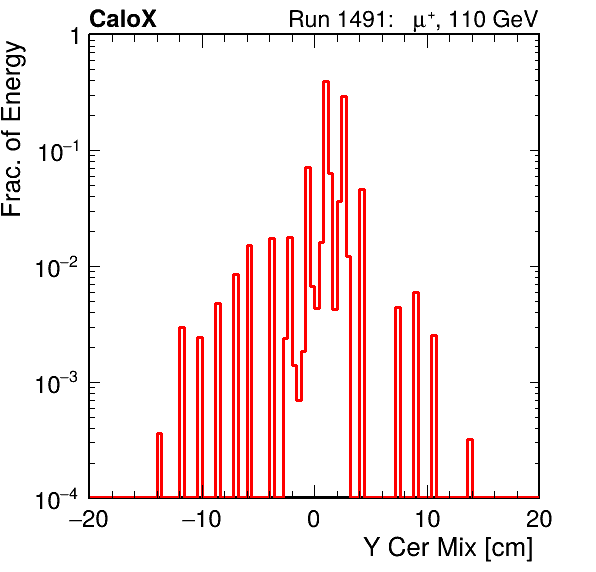 CaloX Run 1491: μ⁺, 110 GeV
Frac. of Energy
1
10⁻¹
10⁻²
10⁻³
10⁻⁴
−20 −10 0 10 20
Y Cer Mix [cm]